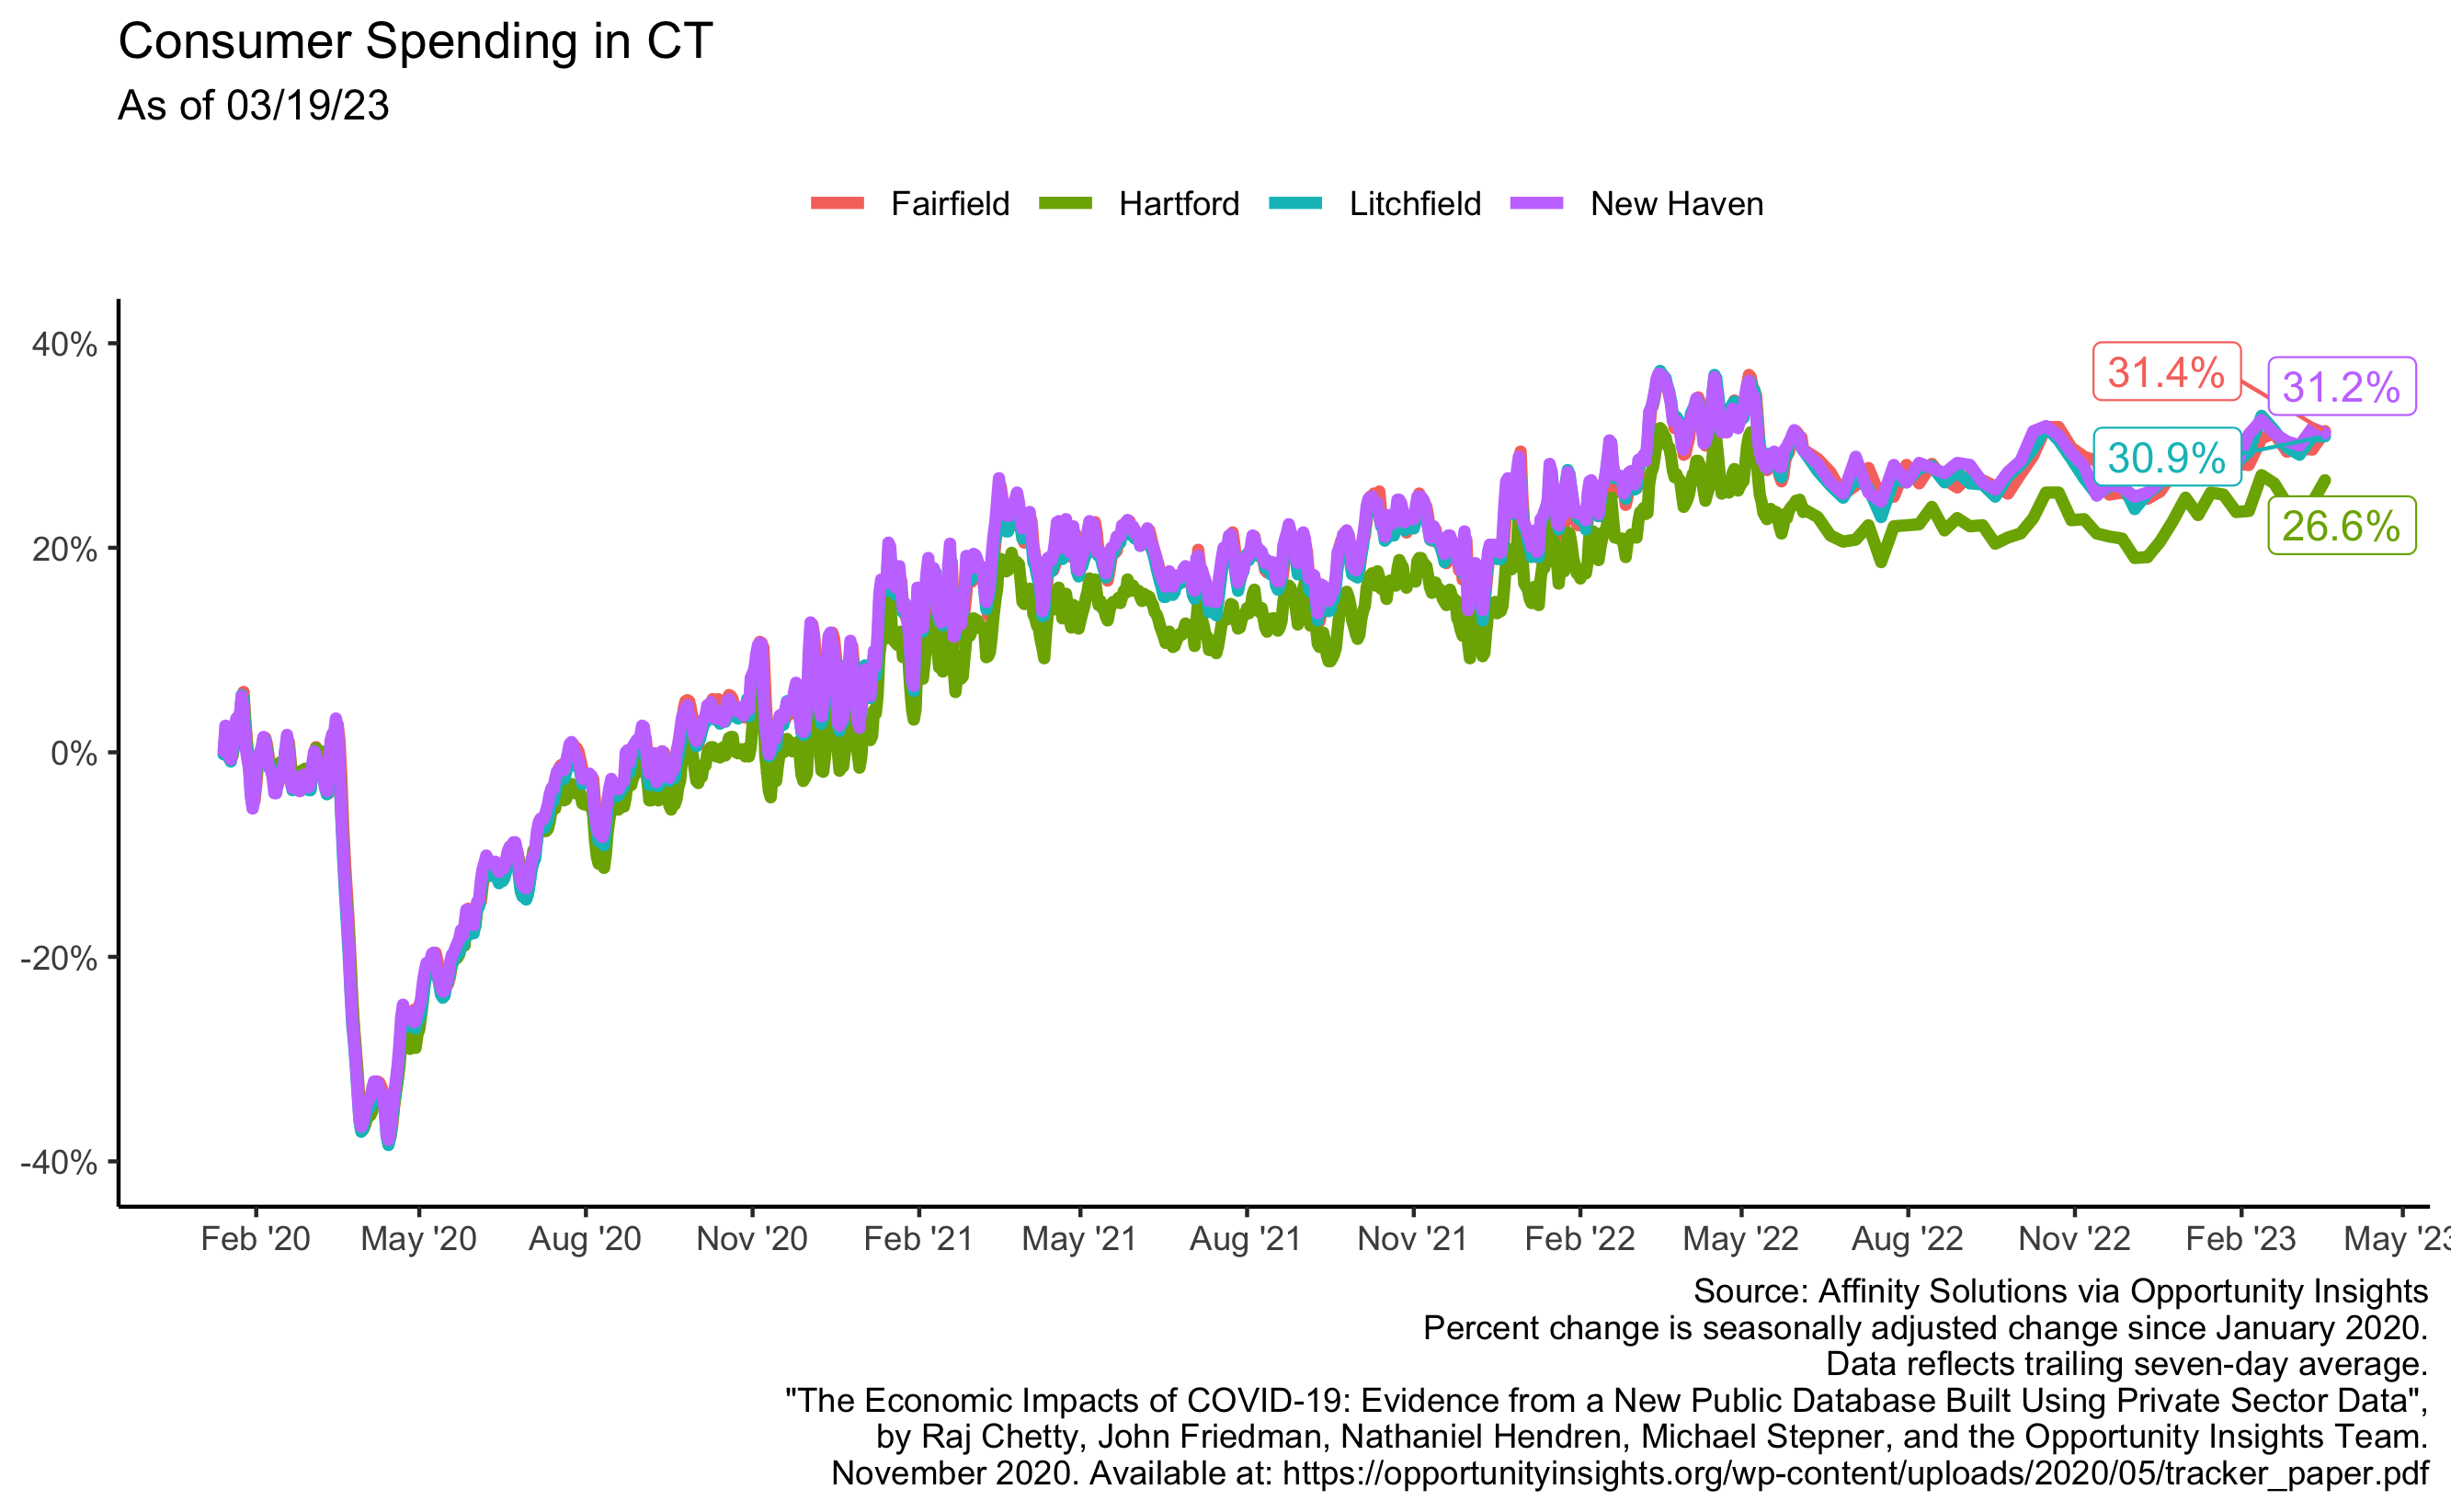 Consumer Spending in CT
As of 03/19/23
Fairfield Hartford Litchfield New Haven
40%
20%
0%
-20%
-40%
31.4%
31.2%
30.9%
26.6%
Feb '20 May '20 Aug '20 Nov '20 Feb '21 May '21 Aug '21 Nov '21 Feb '22 May '22 Aug '22 Nov '22 Feb '23 May '23
Source: Affinity Solutions via Opportunity Insights
Percent change is seasonally adjusted change since January 2020.
Data reflects trailing seven-day average.
"The Economic Impacts of COVID-19: Evidence from a New Public Database Built Using Private Sector Data",
by Raj Chetty, John Friedman, Nathaniel Hendren, Michael Stepner, and the Opportunity Insights Team.
November 2020. Available at: https://opportunityinsights.org/wp-content/uploads/2020/05/tracker_paper.pdf